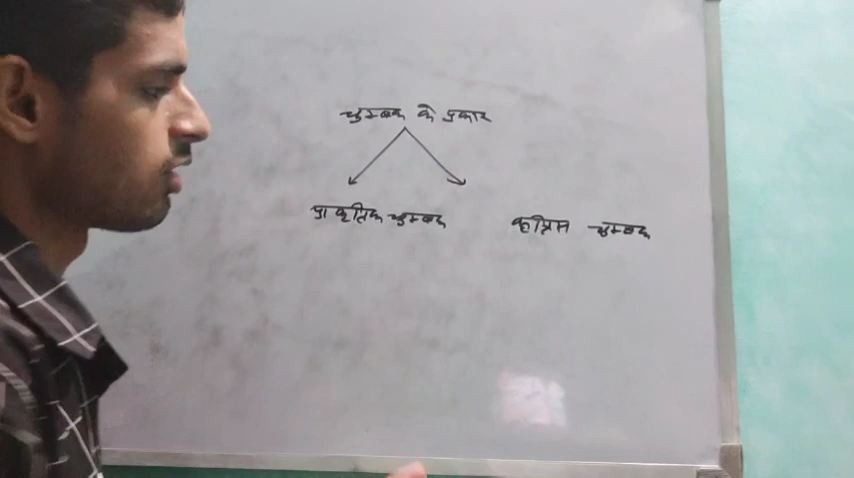 चुम्बक के प्रकार
प्राकृतिक चुम्बक
कृत्रिम चुम्बक